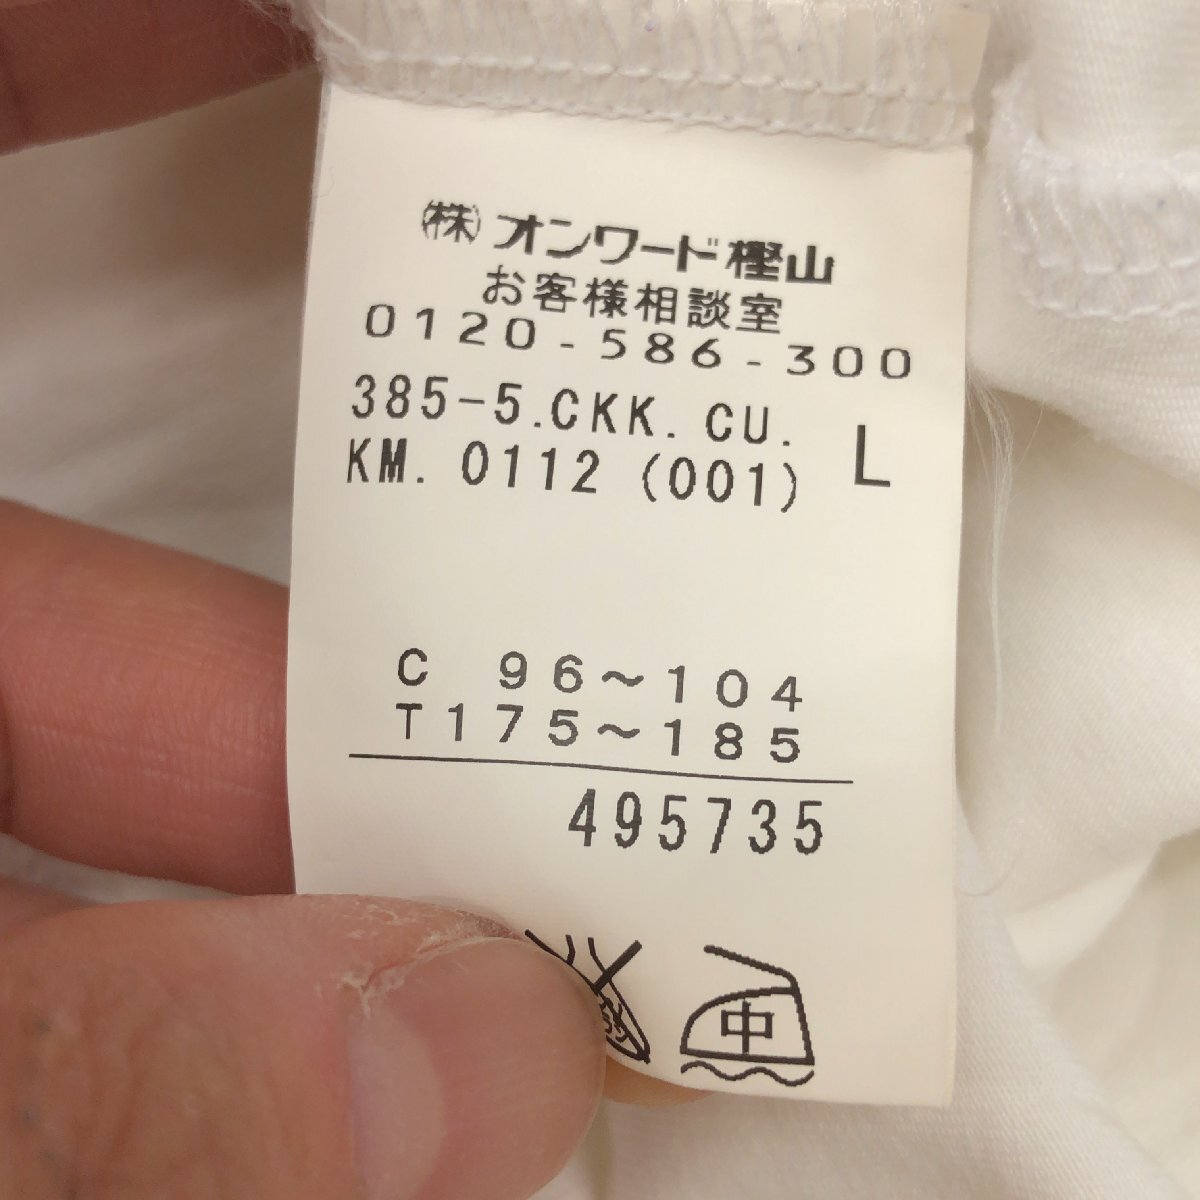 ㈱オンワード樫山
お客様相談室
0120-586-300
385-5.CKK.CU.
KM.0112(001) L
C 96~104
T175~185
495735
中